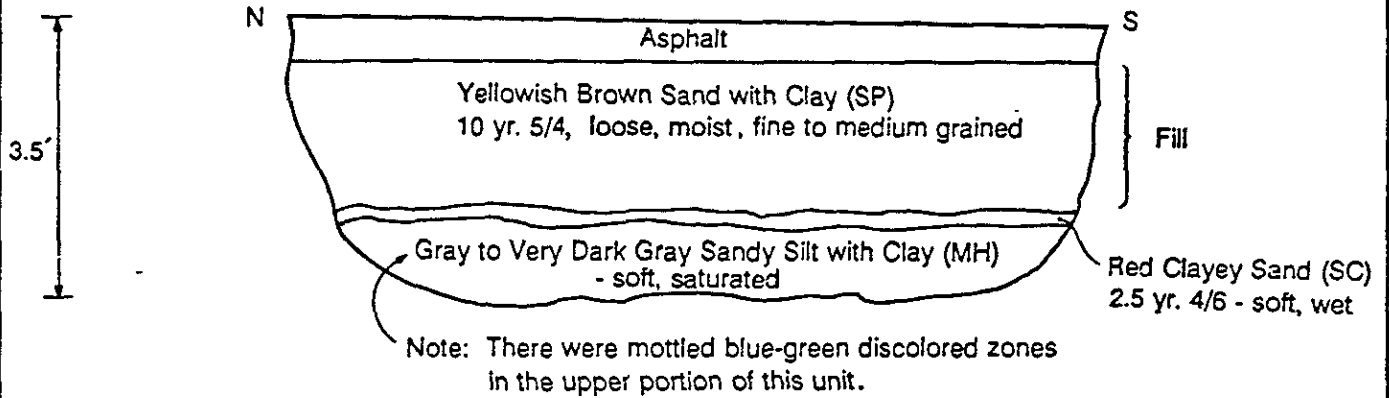 N
S
Asphalt
Yellowish Brown Sand with Clay (SP)
10 yr. 5/4, loose, moist, fine to medium grained
3.5'
Fill
Gray to Very Dark Gray Sandy Silt with Clay (MH)
- soft, saturated
Red Clayey Sand (SC)
2.5 yr. 4/6 - soft, wet
Note: There were mottled blue-green discolored zones
in the upper portion of this unit.